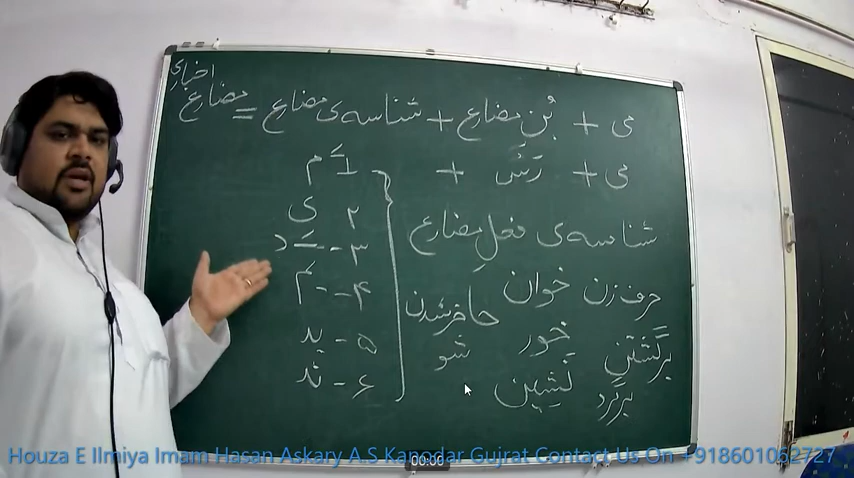 اخباری
می + بُن مضارع + شناسه‌ی مضارع = مضارع
می + رَس +
شناسه‌ی فعلِ مضارع
۱ ـَ م
۲ ی
۳ - ـَ د
۴ - یم
۵ - ید
۶ - ند
حرف زن خوان حاضر شدن
برگشتن خور شو
برگرد نشین
Houza E Ilmiya Imam Hasan Askary A.S Kanodar Gujrat Contact Us On +918601062727
00:00